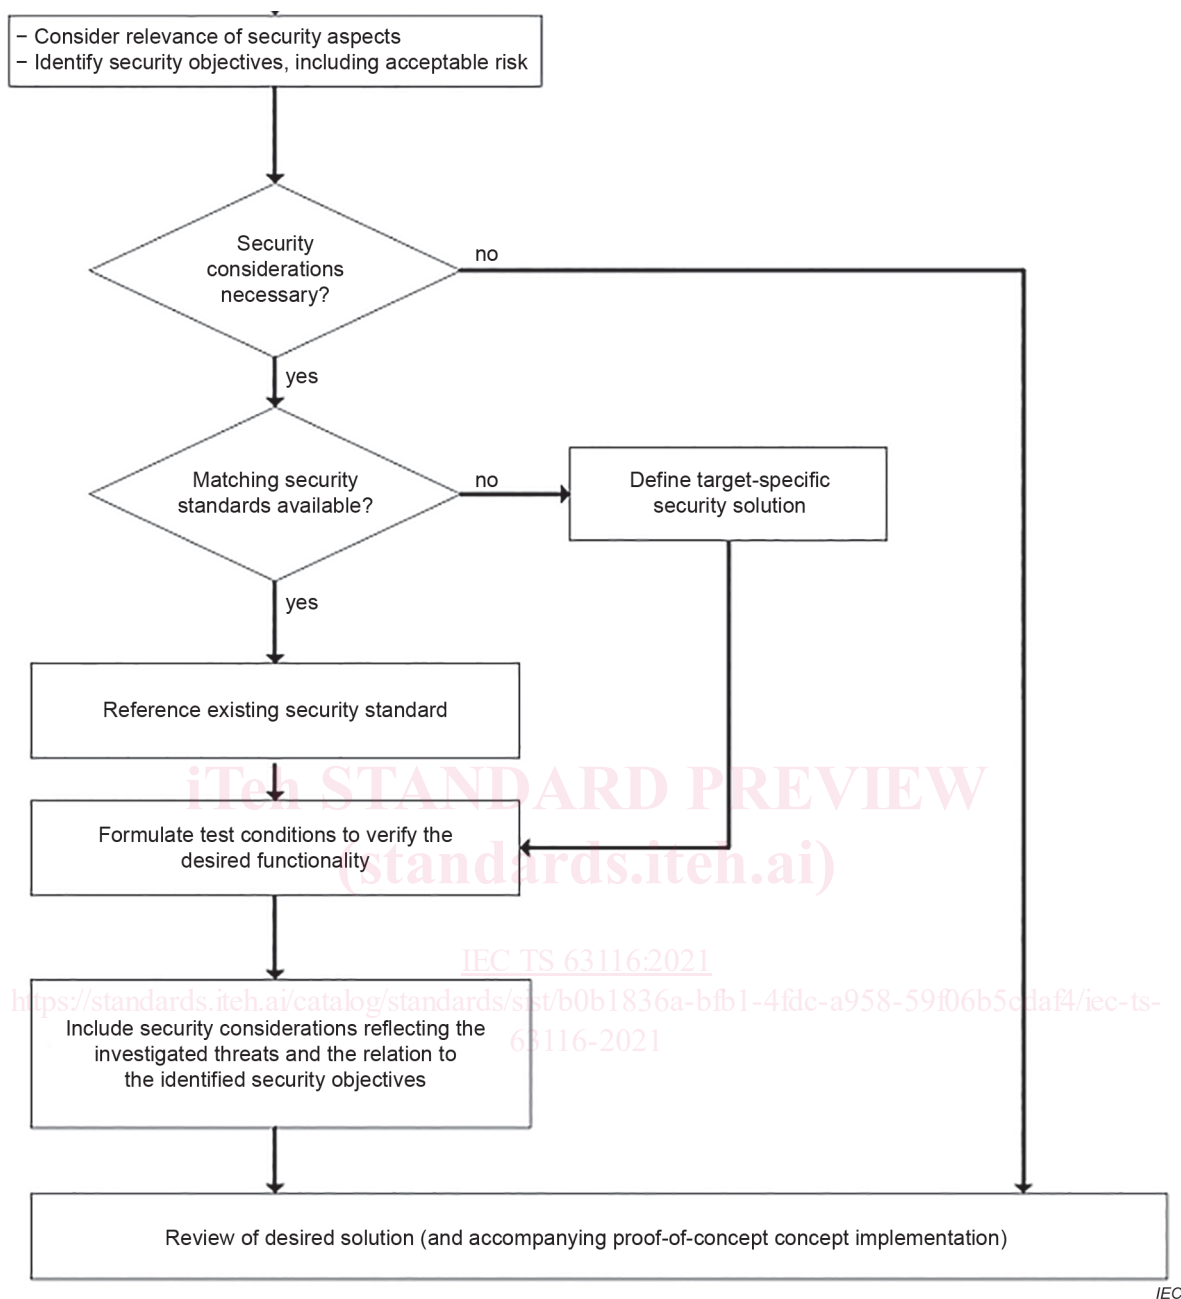 − Consider relevance of security aspects
− Identify security objectives, including acceptable risk
Security
considerations
necessary?
no
yes
Matching security
standards available?
no
Define target-specific
security solution
yes
Reference existing security standard
iTeh STANDARD PREVIEW
Formulate test conditions to verify the
desired functionality
(standards.iteh.ai)
IEC TS 63116:2021
https://standards.iteh.ai/catalog/standards/sist/b0b1836a-bfb1-4fdc-a958-59f06b5cdaf4/iec-ts-
63116-2021
Include security considerations reflecting the
investigated threats and the relation to
the identified security objectives
Review of desired solution (and accompanying proof-of-concept concept implementation)
IEC